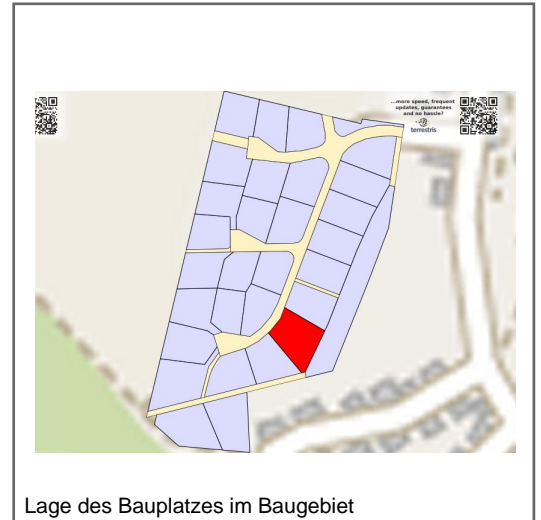 ...more speed, frequent
updates, guarantees
and no hassle?
terrestris
Lage des Bauplatzes im Baugebiet